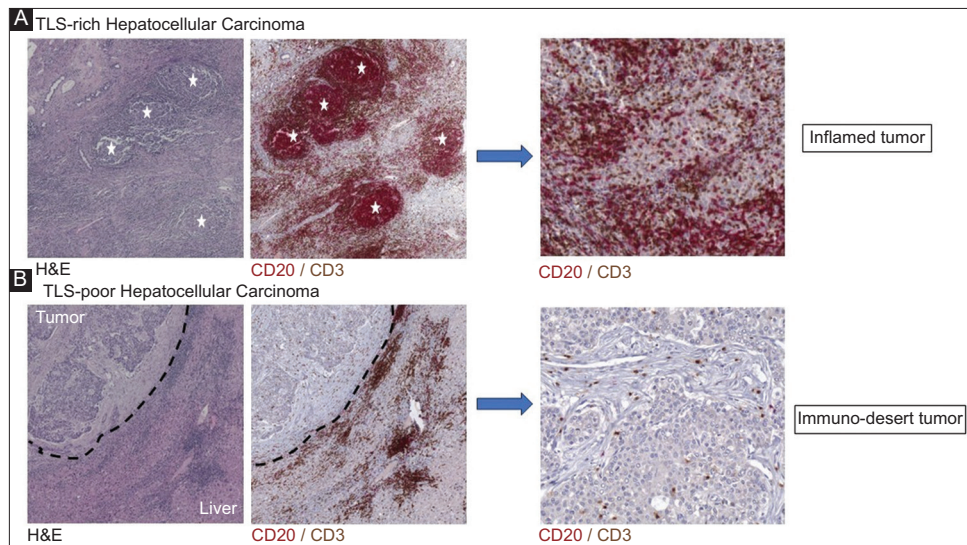 A TLS-rich Hepatocellular Carcinoma
Inflamed tumor
H&E
CD20 / CD3
CD20 / CD3
B TLS-poor Hepatocellular Carcinoma
Tumor
Liver
Immuno-desert tumor
H&E
CD20 / CD3
CD20 / CD3